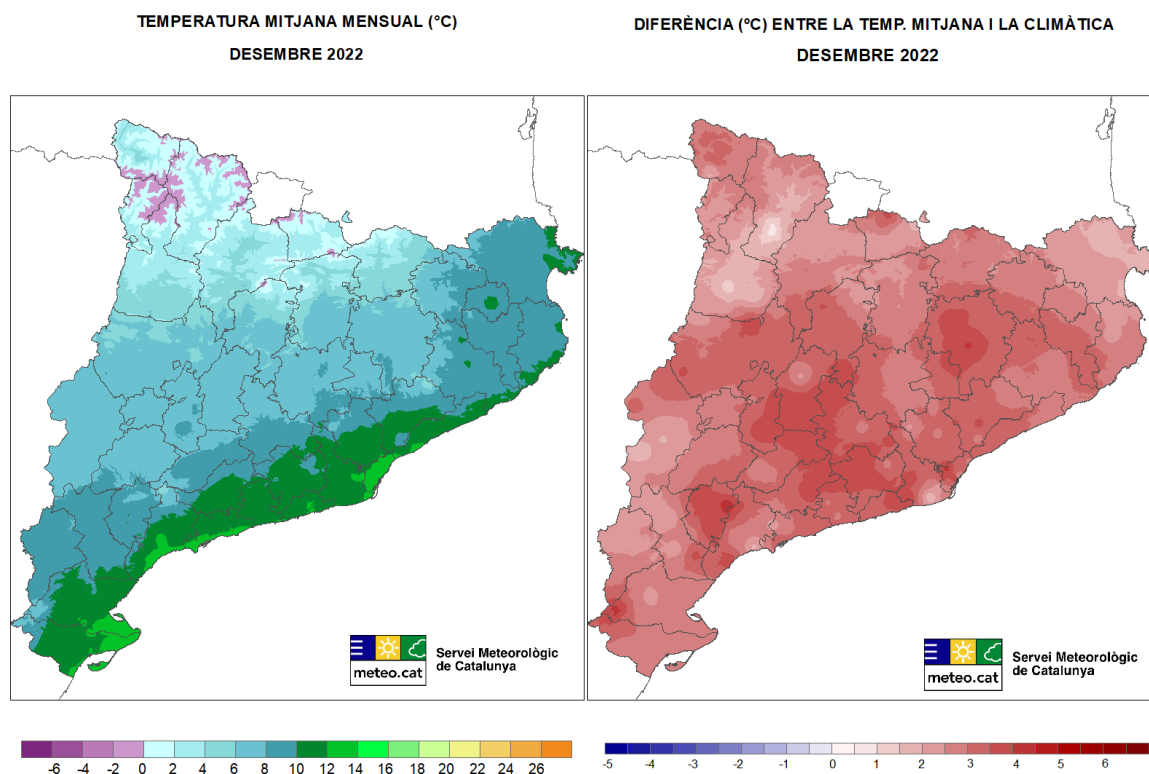 TEMPERATURA MITJANA MENSUAL (°C)
DESEMBRE 2022
DIFERÈNCIA (ºC) ENTRE LA TEMP. MITJANA I LA CLIMÀTICA
DESEMBRE 2022
meteo.cat
Servei Meteorològic
de Catalunya
meteo.cat
Servei Meteorològic
de Catalunya
-6 -4 -2 0 2 4 6 8 10 12 14 16 18 20 22 24 26
-5 -4 -3 -2 -1 0 1 2 3 4 5 6